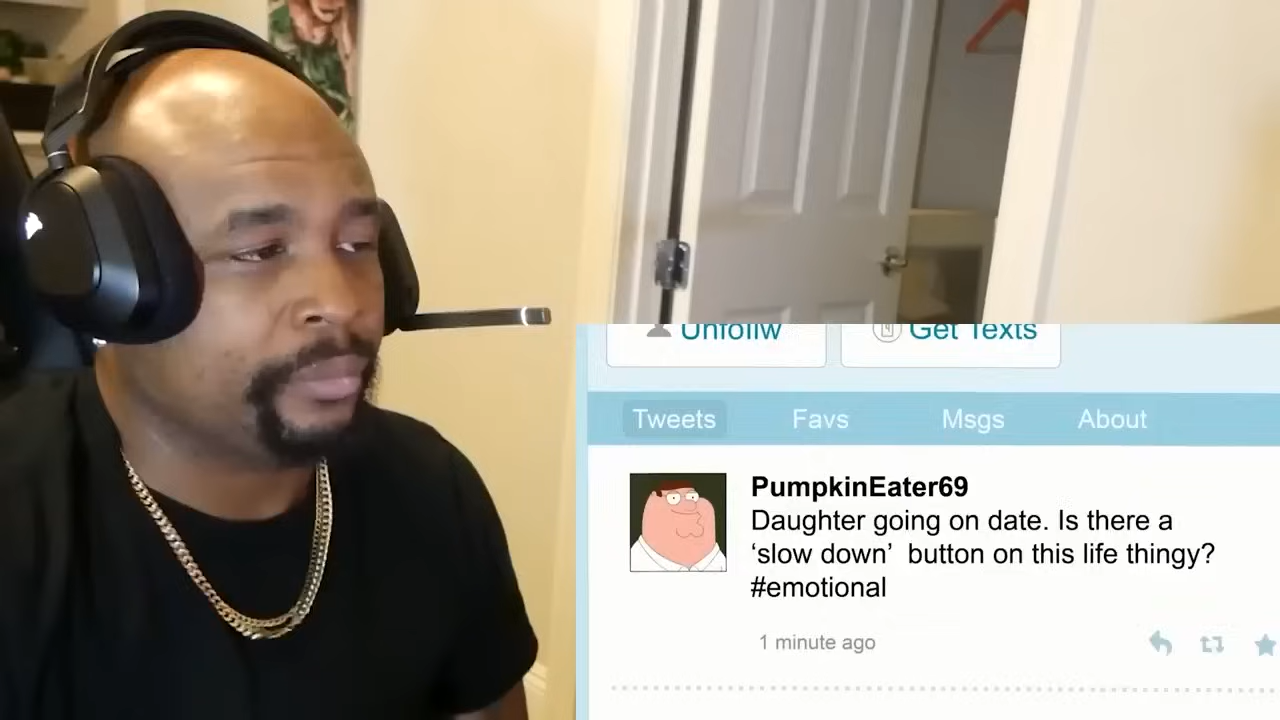 Unfollw
Get Texts
Tweets Favs Msgs About
PumpkinEater69
Daughter going on date. Is there a
‘slow down’ button on this life thingy?
#emotional
1 minute ago